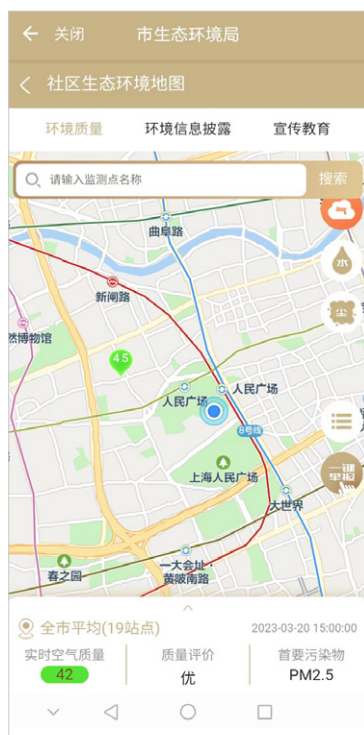 关闭
市生态环境局
社区生态环境地图
环境质量
环境信息披露
宣传教育
请输入监测点名称
搜索
曲阜路
水
新闸路
尘
然博物馆
45
人民广场
人民广场
8号线
上海人民广场
一键
举报
大世界
春之园
一大会址·
黄陂南路
全市平均(19站点)
2023-03-20 15:00:00
实时空气质量
质量评价
首要污染物
42
优
PM2.5